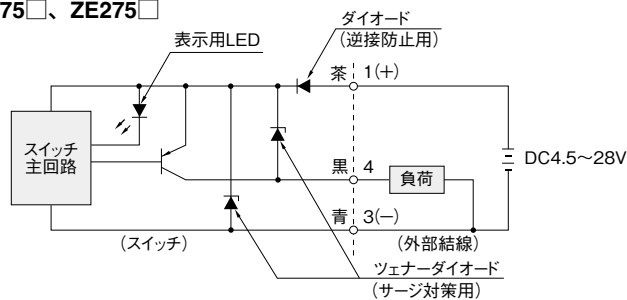 75□、ZE275□
ダイオード
(逆接防止用)
表示用LED
茶 1(+)
スイッチ
主回路
黒 4
負荷
DC4.5〜28V
青 3(−)
(スイッチ)
(外部結線)
ツェナーダイオード
(サージ対策用)